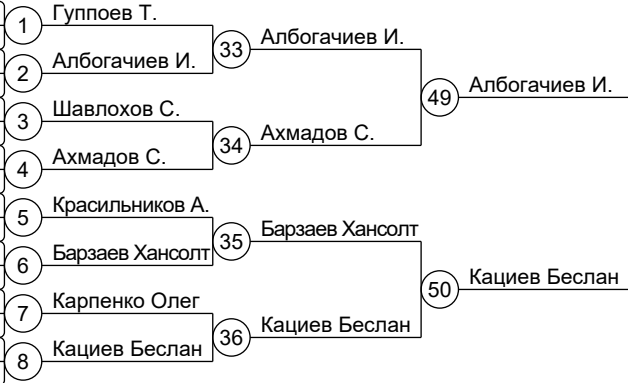 1 Гуппоев Т.
33 Албогачиев И.
2 Албогачиев И.
49 Албогачиев И.
3 Шавлохов С.
34 Ахмадов С.
4 Ахмадов С.
5 Красильников А.
35 Барзаев Хансолт
6 Барзаев Хансолт
50 Кациев Беслан
7 Карпенко Олег
36 Кациев Беслан
8 Кациев Беслан